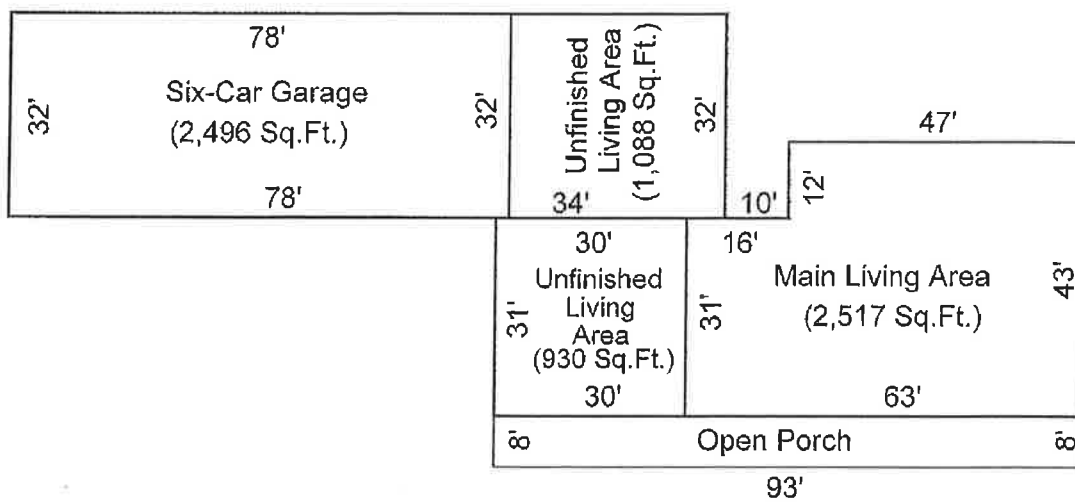 78'
Six-Car Garage
(2,496 Sq.Ft.)
32'
32'
78'
Unfinished
Living Area
(1,088 Sq.Ft.)
32'
34'
10'
47'
12'
30'
Unfinished
Living
Area
(930 Sq.Ft.)
31'
30'
16'
31'
Main Living Area
(2,517 Sq.Ft.)
43'
63'
8'
Open Porch
8'
93'